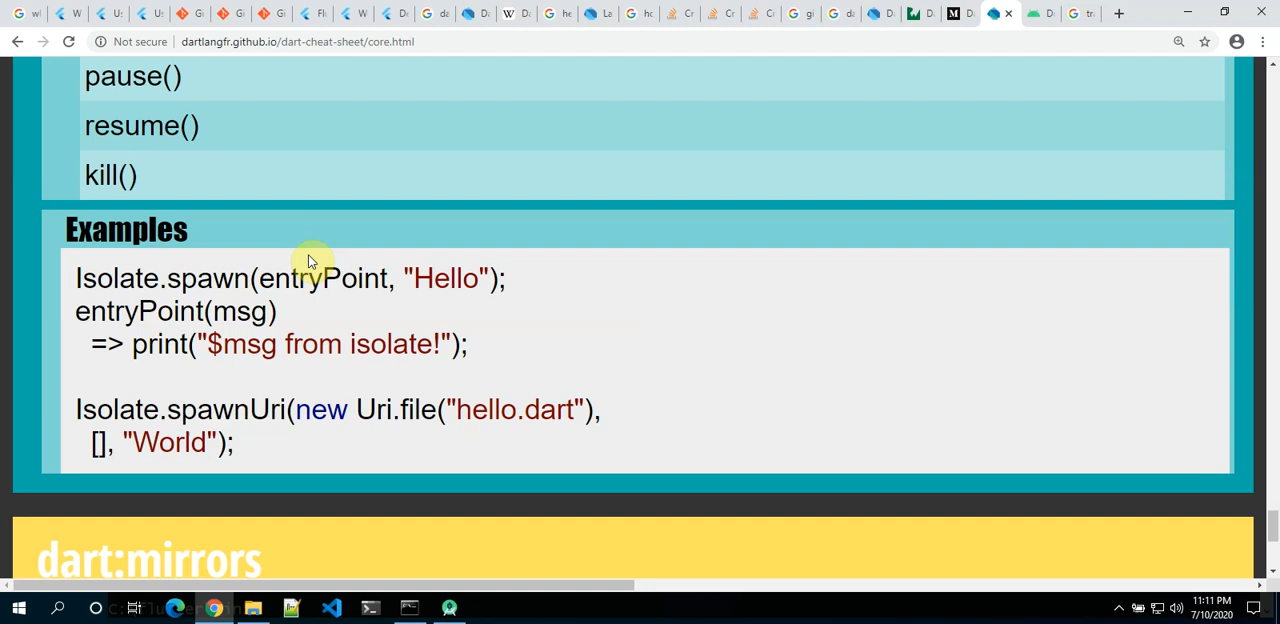 Not secure
dartlangfr.github.io/dart-cheat-sheet/core.html
pause()
resume()
kill()
Examples
Isolate.spawn(entryPoint, "Hello");
entryPoint(msg)
=> print("$msg from isolate!");
Isolate.spawnUri(new Uri.file("hello.dart"),
[], "World");
dart:mirrors
11:11 PM
7/10/2020